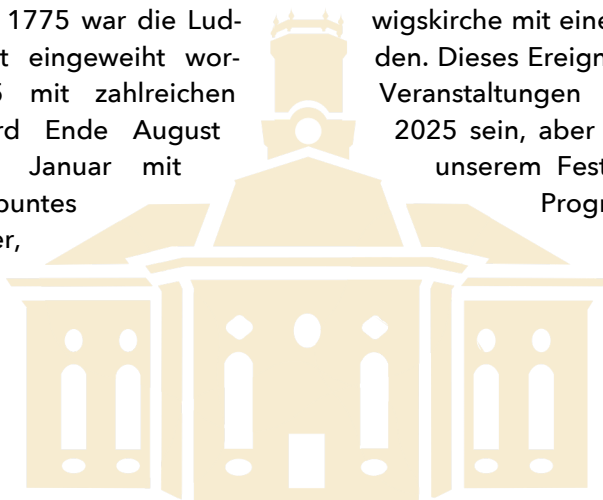 1775 war die Lud- wigskirche mit eine
t eingeweiht wor- den. Dieses Ereign
mit zahlreichen Veranstaltungen
rd Ende August 2025 sein, aber
Januar mit unserem Fest
buntes Progr
er,